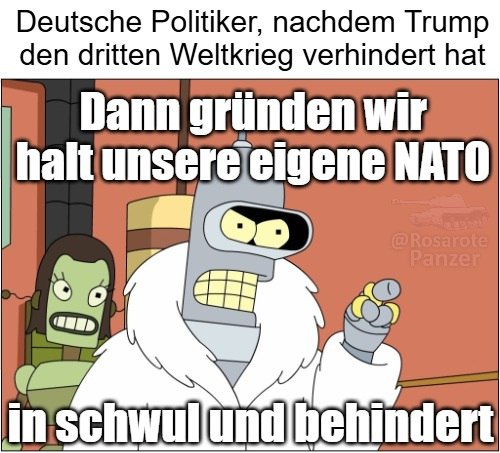 Deutsche Politiker, nachdem Trump
den dritten Weltkrieg verhindert hat
Dann gründen wir
halt unsere eigene NATO
@Rosarote
Panzer
in schwul und behindert